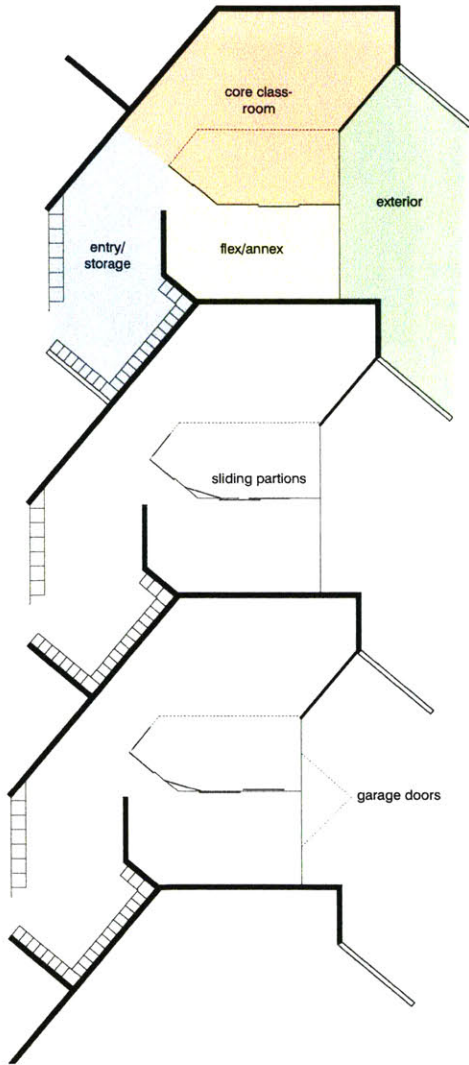 core class-
room
exterior
entry/
storage
flex/annex
sliding partions
garage doors